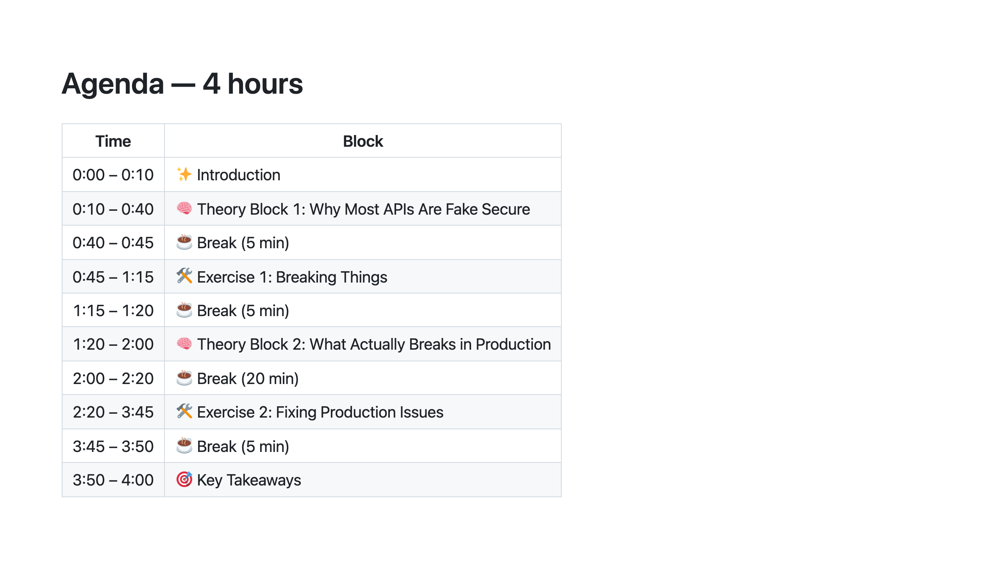 Agenda — 4 hours
Time Block
0:00 – 0:10 ✨ Introduction
0:10 – 0:40 🧠 Theory Block 1: Why Most APIs Are Fake Secure
0:40 – 0:45 ☕ Break (5 min)
0:45 – 1:15 🛠️ Exercise 1: Breaking Things
1:15 – 1:20 ☕ Break (5 min)
1:20 – 2:00 🧠 Theory Block 2: What Actually Breaks in Production
2:00 – 2:20 ☕ Break (20 min)
2:20 – 3:45 🛠️ Exercise 2: Fixing Production Issues
3:45 – 3:50 ☕ Break (5 min)
3:50 – 4:00 🎯 Key Takeaways